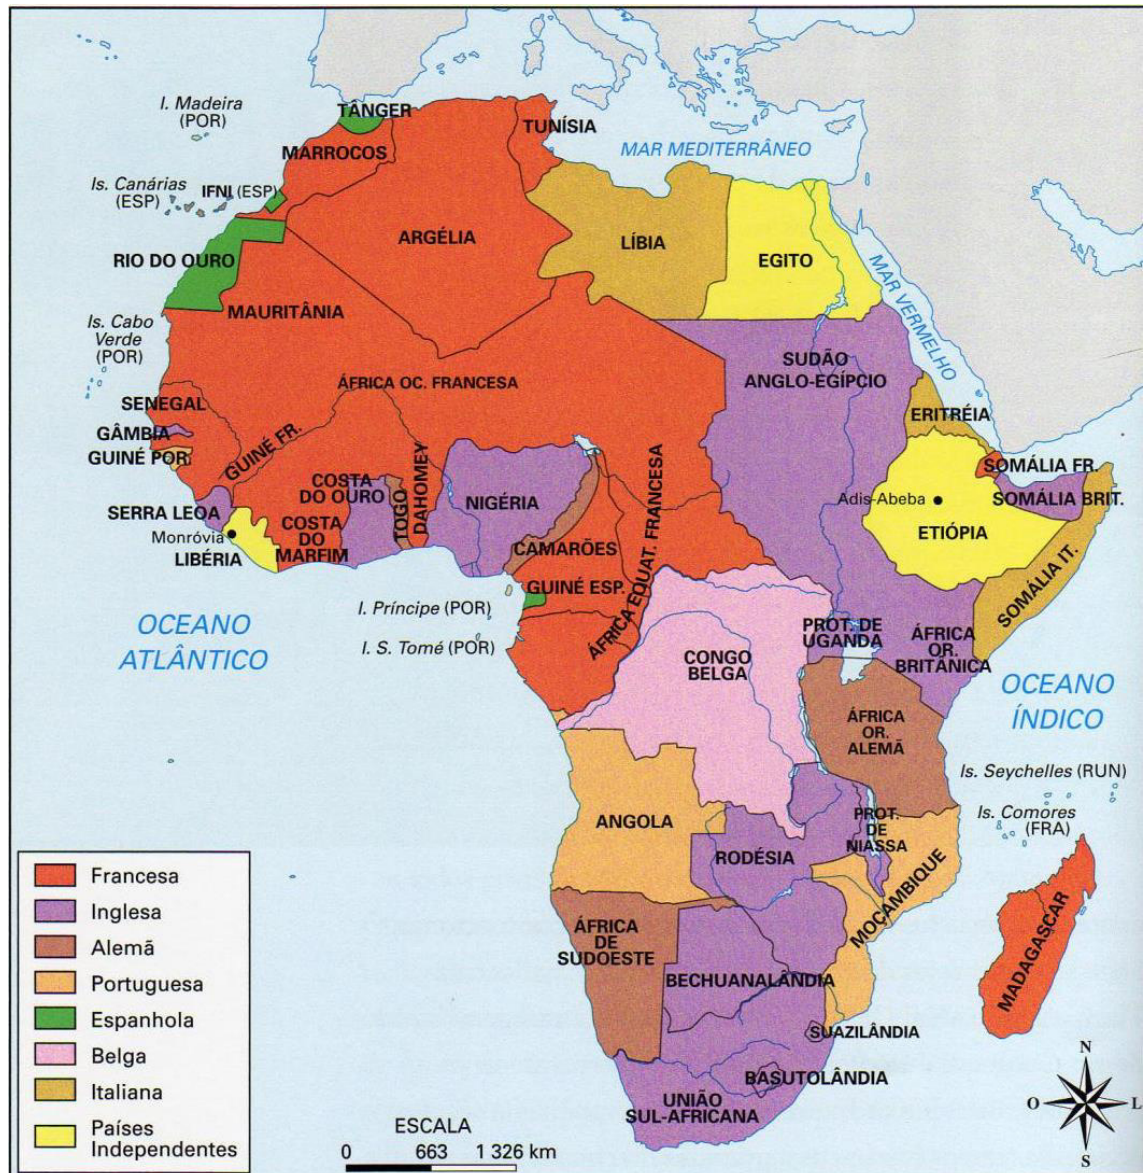 I. Madeira
(POR)
TÂNGER
TUNÍSIA
MAR MEDITERRÂNEO
MARROCOS
Is. Canárias
(ESP)
IFNI (ESP)
ARGÉLIA
LÍBIA
EGITO
RIO DO OURO
MAR VERMELHO
MAURITÂNIA
Is. Cabo
Verde
(POR)
SUDÃO
ANGLO-EGÍPCIO
ÁFRICA OC. FRANCESA
SENEGAL
GÂMBIA
GUINÉ POR.
GUINÉ FR.
ERITRÉIA
SOMÁLIA FR.
SOMÁLIA BRIT.
COSTA
DO OURO
TOGO
DAHOMEY
NIGÉRIA
Adis-Abeba
ETIÓPIA
SERRA LEOA
Monróvia
LIBÉRIA
COSTA
DO
MARFIM
CAMARÕES
ÁFRICA EQUAT. FRANCESA
SOMÁLIA IT.
GUINÉ ESP.
I. Príncipe (POR)
OCEANO
ATLÂNTICO
I. S. Tomé (POR)
PROT. DE
UGANDA
ÁFRICA
OR.
BRITÂNICA
CONGO
BELGA
OCEANO
ÍNDICO
ÁFRICA
OR.
ALEMÃ
Is. Seychelles (RUN)
Is. Comores
(FRA)
ANGOLA
PROT.
DE
NIASSA
RODÉSIA
MOÇAMBIQUE
MADAGASCAR
ÁFRICA
DE
SUDOESTE
BECHUANALÂNDIA
SUAZILÂNDIA
BASUTOLÂNDIA
UNIÃO
SUL-AFRICANA
Francesa
Inglesa
Alemã
Portuguesa
Espanhola
Belga
Italiana
Países
Independentes
ESCALA
0 663 1 326 km
N
O L
S